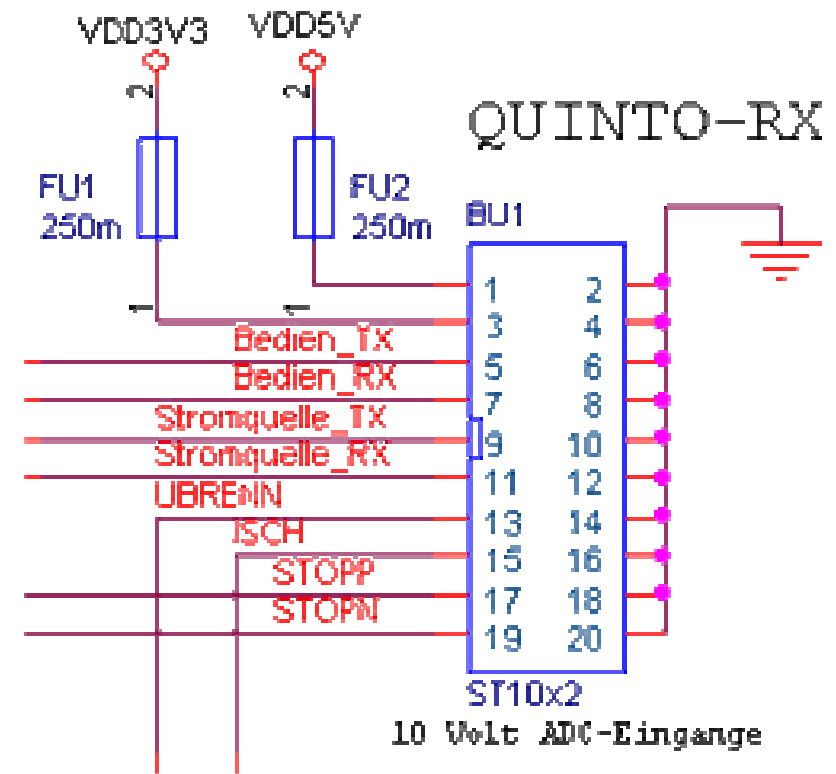 VDD3V3 VDD5V
QUINTO-RX
2 2
FU1 FU2
250m 250m
BU1
1 2
1 1
3 4
Bedien_TX
5 6
Bedien_RX
7 8
Stromquelle_TX
9 10
Stromquelle_RX
11 12
UBRENN
13 14
ISCH
15 16
STOPP
17 18
STOPN
19 20
ST10x2
10 Volt ADC-Eingange